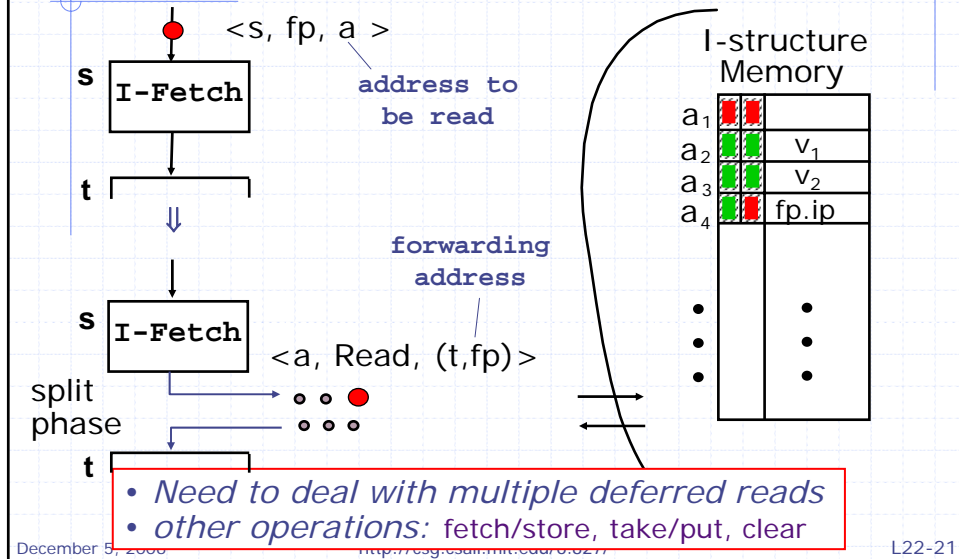 <s, fp, a >
I-structure
Memory
s
I-Fetch
address to
be read
a1
a2 v1
a3 v2
a4 fp.ip
t
⇓
forwarding
address
s
I-Fetch
<a, Read, (t,fp)>
split
phase
t
• Need to deal with multiple deferred reads
• other operations: fetch/store, take/put, clear
December 5,
L22-21